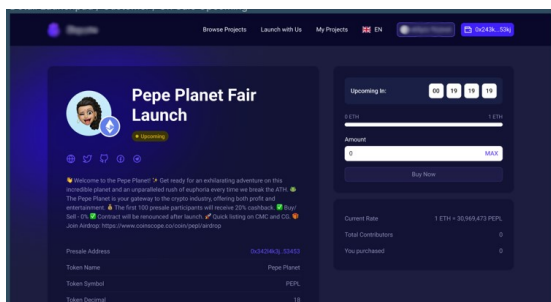 Browse Projects Launch with Us My Projects EN 0x243k...53kj
Pepe Planet Fair
Launch
Upcoming
Welcome to the Pepe Planet! Get ready for an exhilarating adventure on this
incredible planet and an unparalleled rush of euphoria every time we break the ATH.
The Pepe Planet is your gateway to the crypto industry, offering both profit and
entertainment. The first 100 presale participants will receive 20% cashback. ✅ Buy/
Sell - 0% ✅ Contract will be renounced after launch. 🚀 Quick listing on CMC and CG.
Join Airdrop: https://www.coinscope.co/coin/pepl/airdrop
Presale Address 0x3424k3j..53433
Token Name Pepe Planet
Token Symbol PEPL
Token Decimal 18
Upcoming In: 00 19 19 19
0 ETH 1 ETH
Amount
0 MAX
Buy Now
Current Rate 1 ETH = 30,969,473 PEPL
Total Contributors 0
You purchased 0